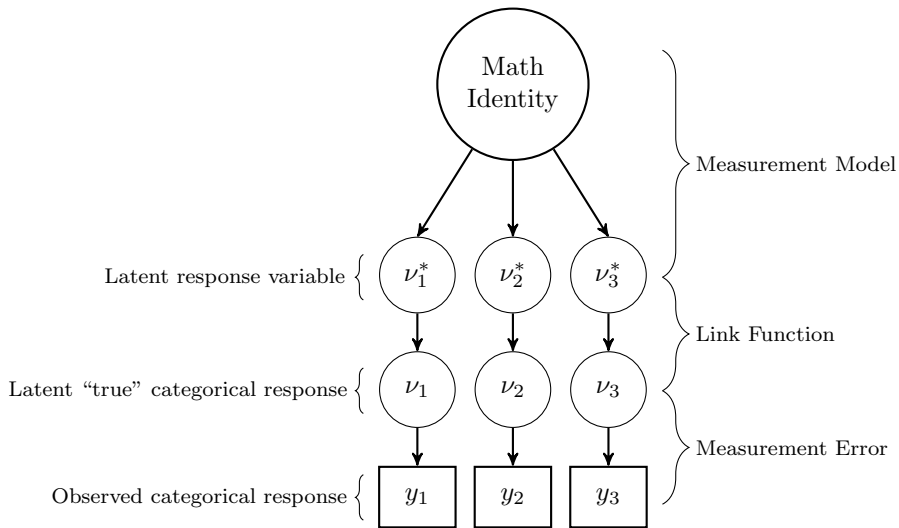 Math
Identity
Measurement Model
Latent response variable
ν₁*
ν₂*
ν₃*
Link Function
Latent “true” categorical response
ν₁
ν₂
ν₃
Measurement Error
Observed categorical response
y₁
y₂
y₃